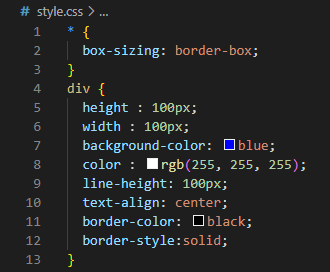 # style.css > ...
1 * {
2     box-sizing: border-box;
3 }
4 div {
5     height : 100px;
6     width : 100px;
7     background-color: blue;
8     color : rgb(255, 255, 255);
9     line-height: 100px;
10     text-align: center;
11     border-color: black;
12     border-style:solid;
13 }